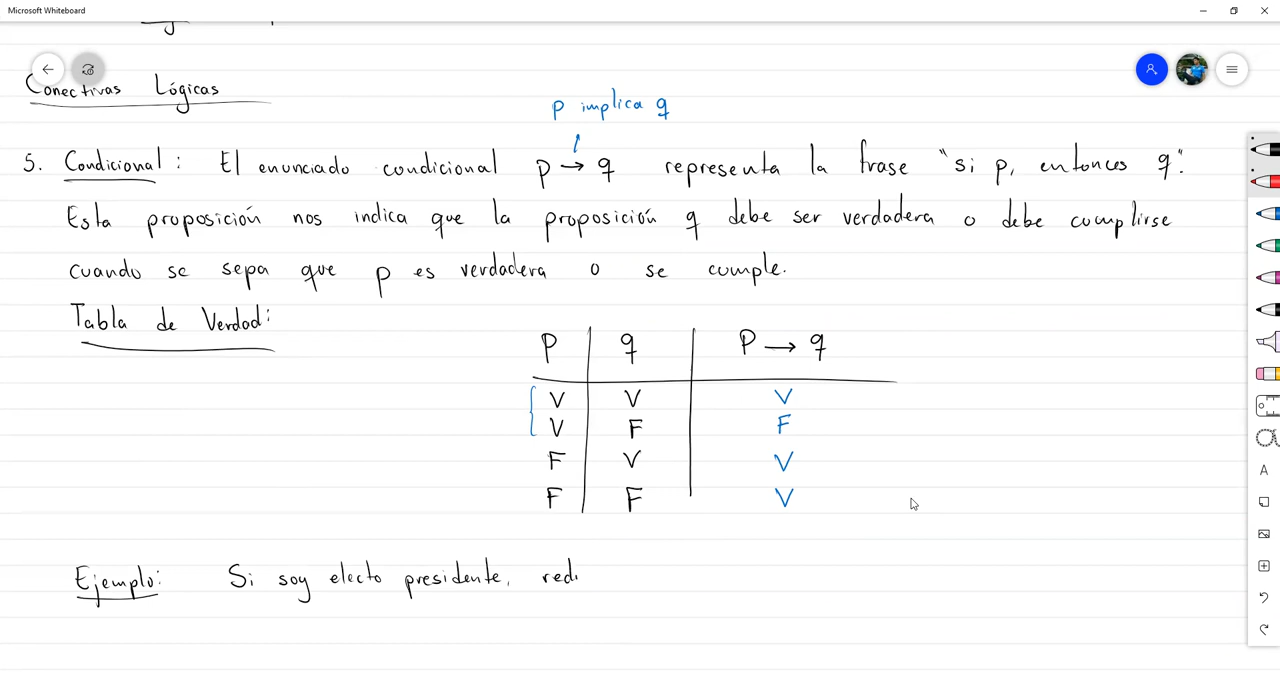 Microsoft Whiteboard
Conectivas Lógicas
p implica q
5. Condicional: El enunciado condicional p → q representa la frase "si p, entonces q".
Esta proposición nos indica que la proposición q debe ser verdadera o debe cumplirse
cuando se sepa que p es verdadera o se cumple.
Tabla de Verdad:
p q p → q
V V V
V F F
F V V
F F V
Ejemplo: Si soy electo presidente, redu